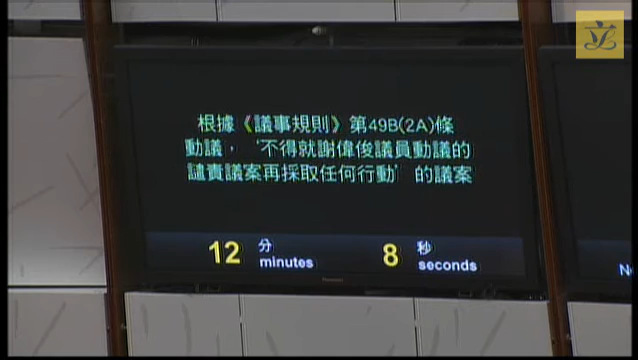 立
根據《議事規則》第49B(2A)條
動議，‘不得就謝偉俊議員動議的
譴責議案再採取任何行動’的議案
12 分 minutes 8 秒 seconds